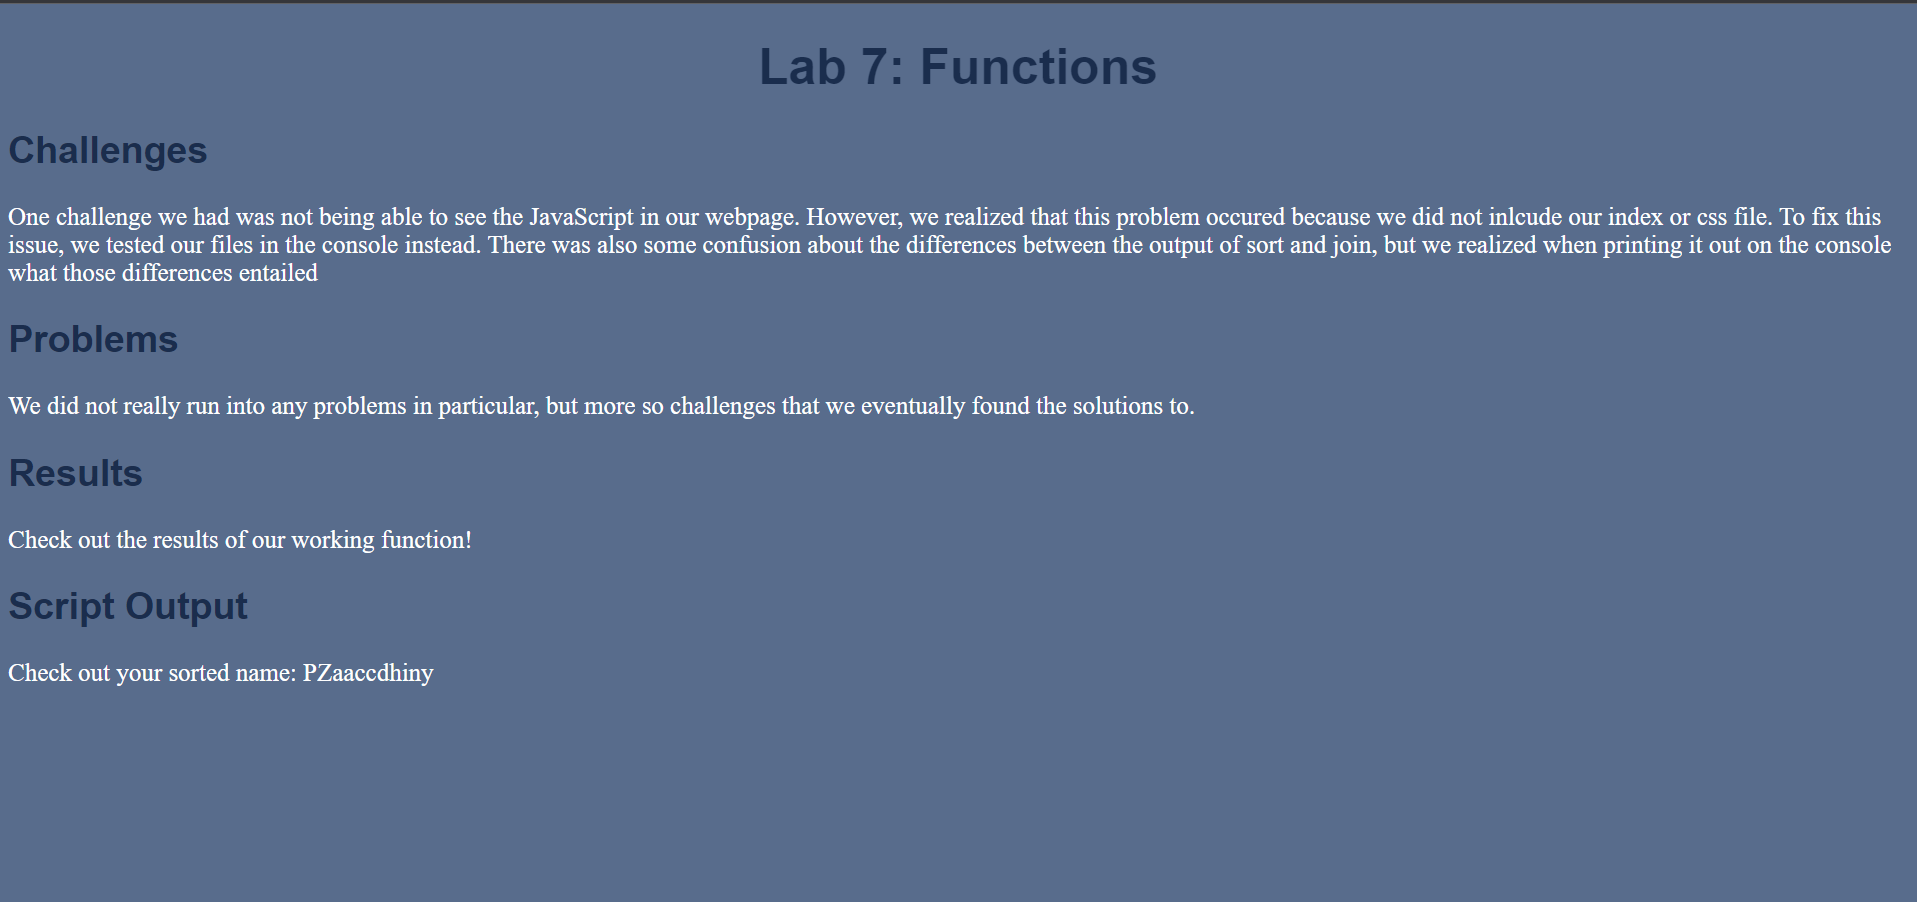 Lab 7: Functions
Challenges
One challenge we had was not being able to see the JavaScript in our webpage. However, we realized that this problem occured because we did not inlcude our index or css file. To fix this
issue, we tested our files in the console instead. There was also some confusion about the differences between the output of sort and join, but we realized when printing it out on the console
what those differences entailed
Problems
We did not really run into any problems in particular, but more so challenges that we eventually found the solutions to.
Results
Check out the results of our working function!
Script Output
Check out your sorted name: PZaaccdhiny